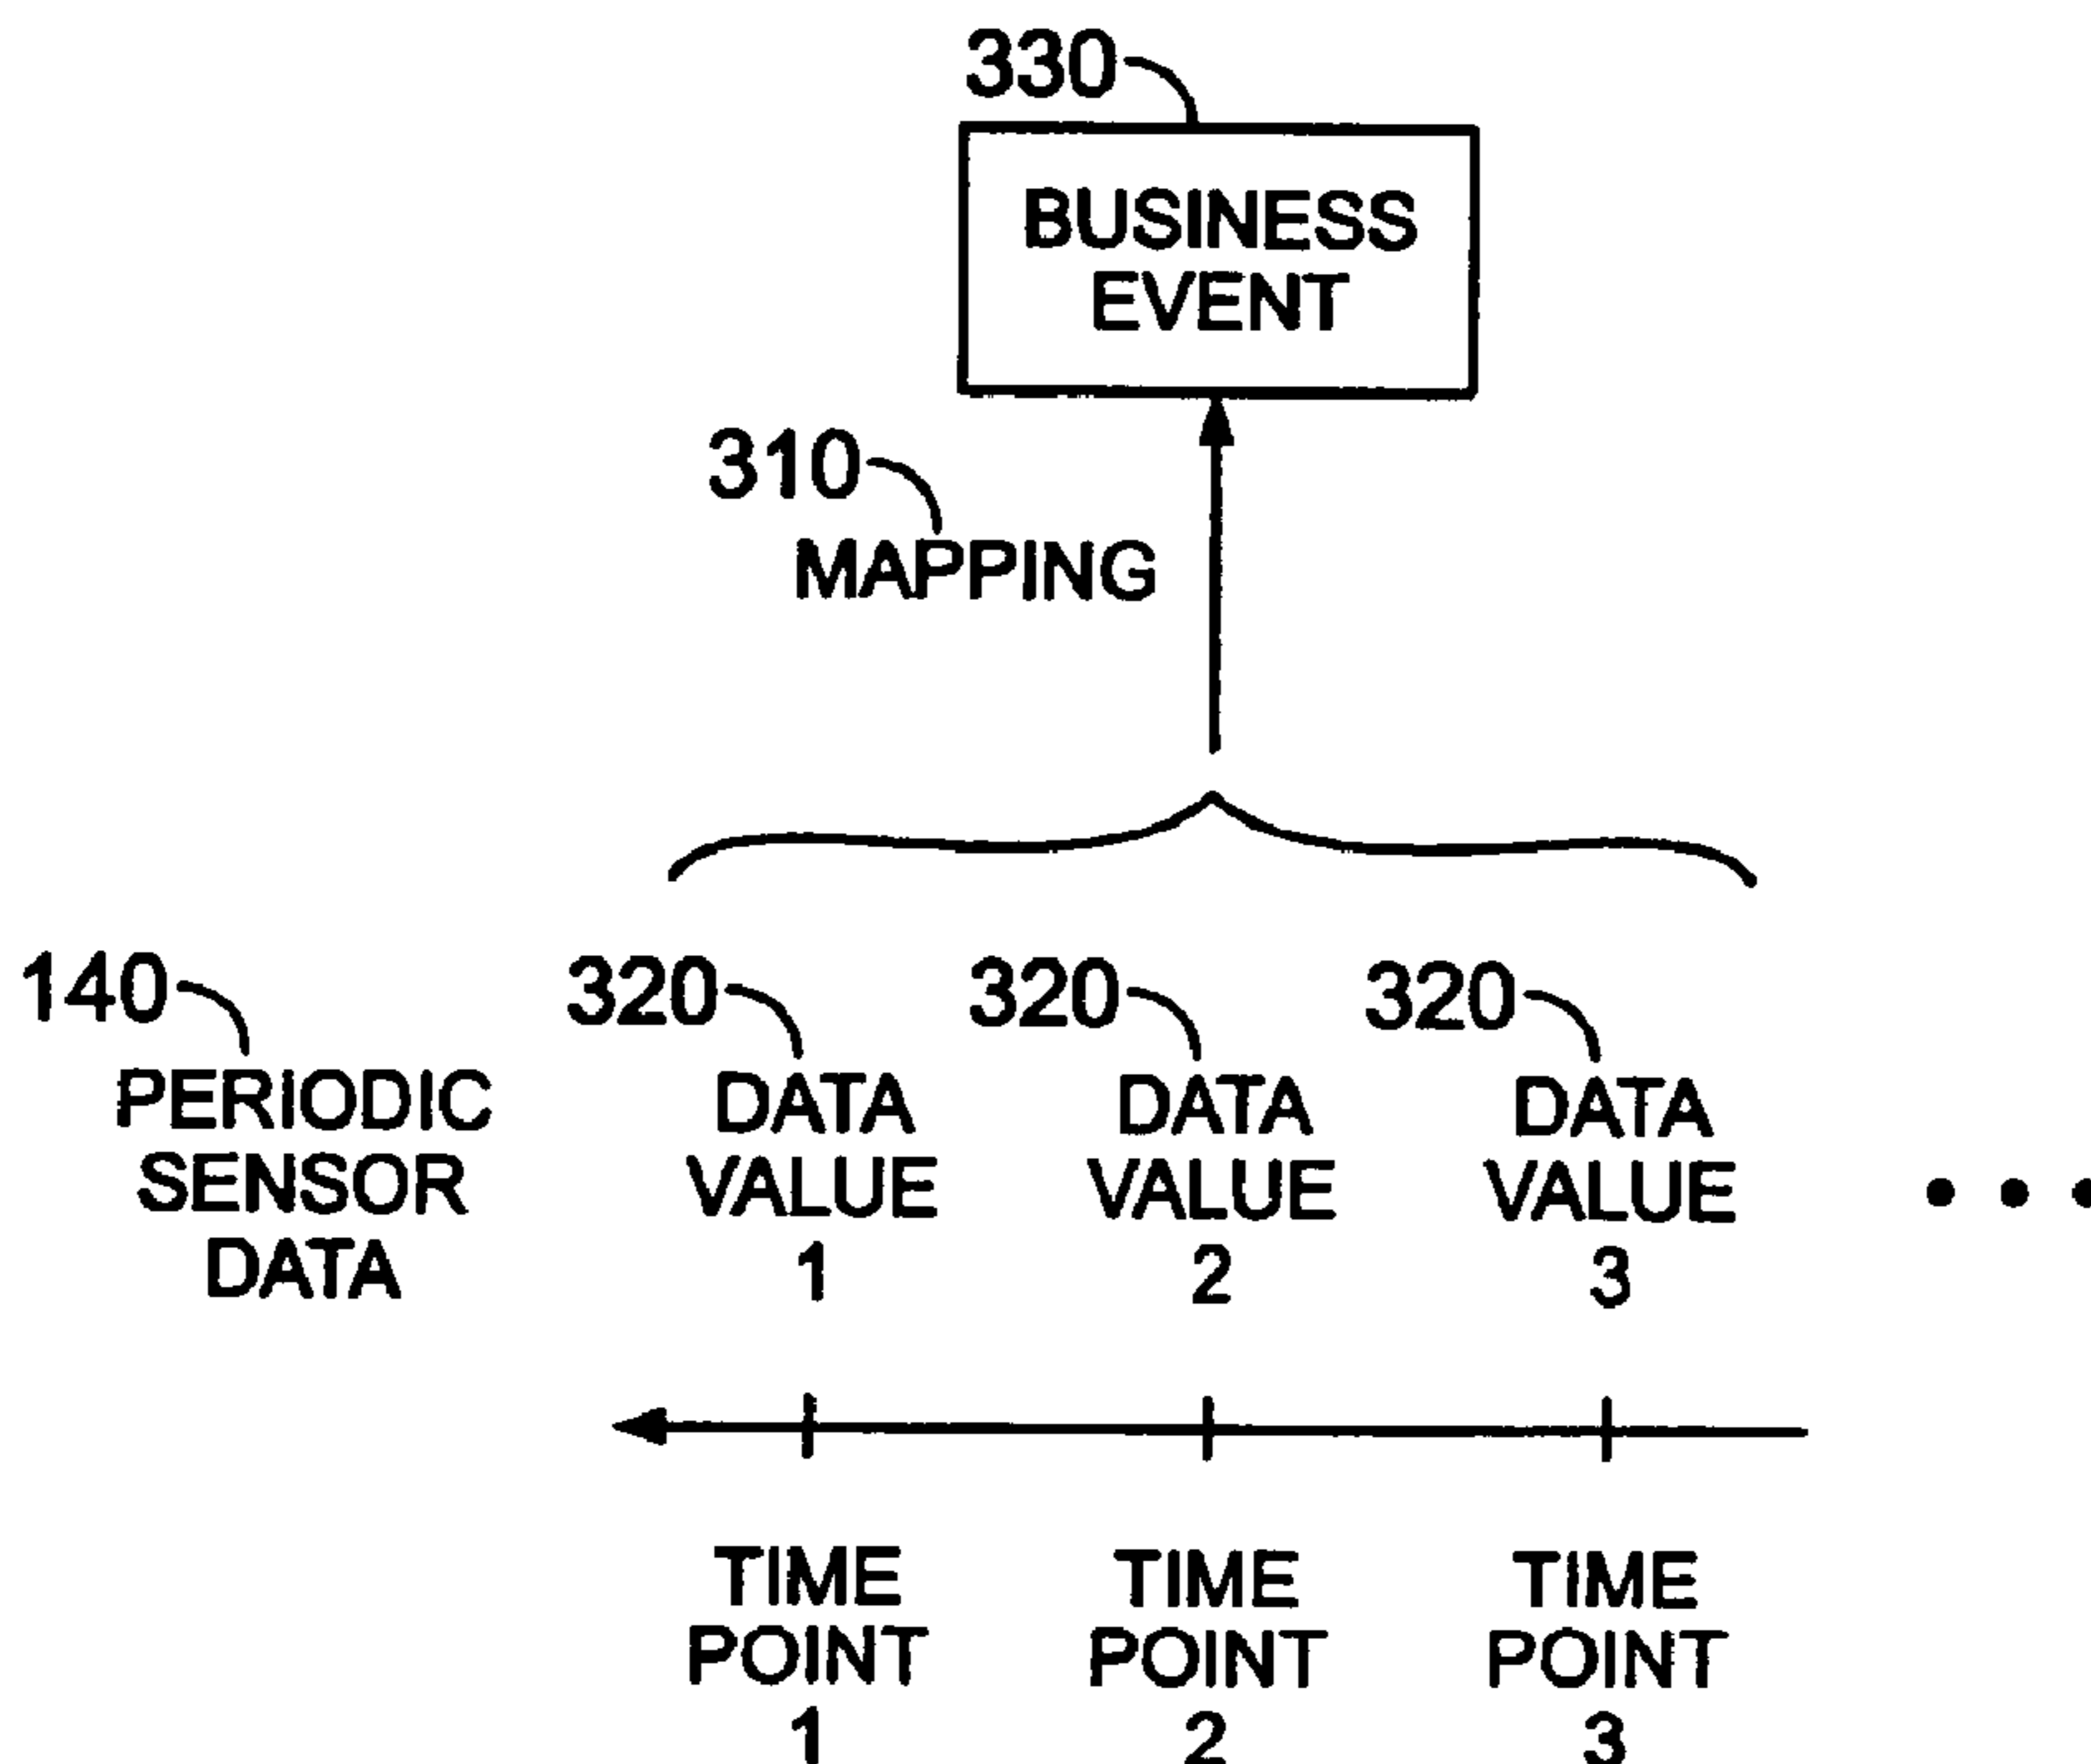 330
BUSINESS
EVENT
310
MAPPING
140
PERIODIC
SENSOR
DATA
320
DATA
VALUE
1
320
DATA
VALUE
2
320
DATA
VALUE
3
TIME
POINT
1
TIME
POINT
2
TIME
POINT
3